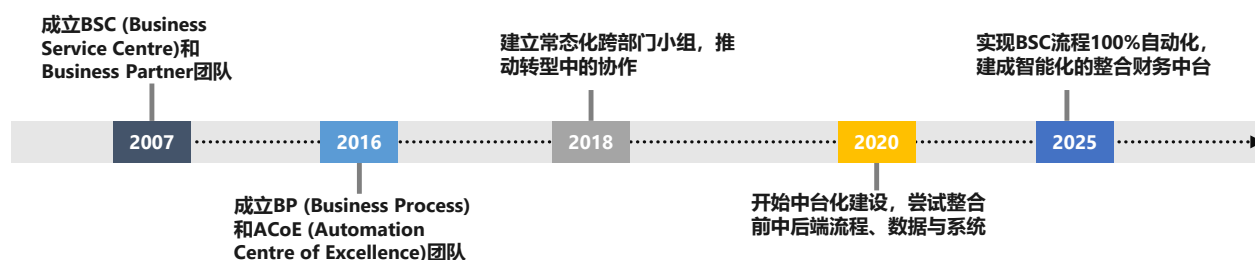 成立BSC (Business
Service Centre)和
Business Partner团队
建立常态化跨部门小组，推
动转型中的协作
实现BSC流程100%自动化，
建成智能化的整合财务中台
2007
2016
2018
2020
2025
成立BP (Business Process)
和ACoE (Automation
Centre of Excellence)团队
开始中台化建设，尝试整合
前中后端流程、数据与系统